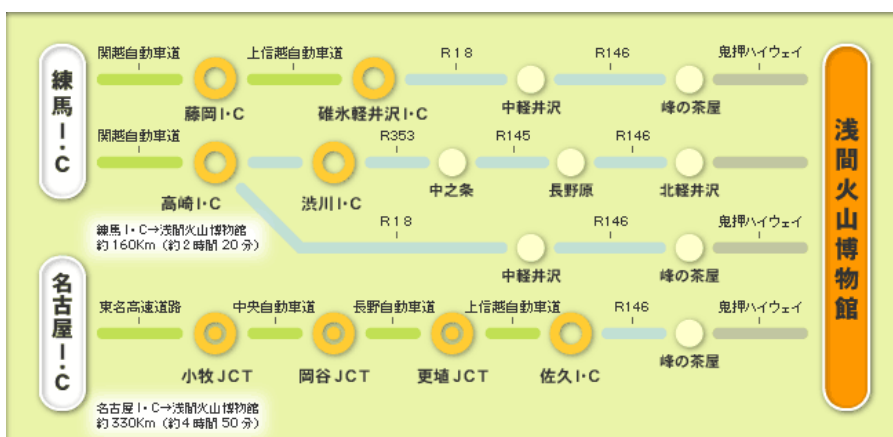 練馬I・C
関越自動車道 上信越自動車道 R18 R146 鬼押ハイウェイ
藤岡I・C 碓氷軽井沢I・C 中軽井沢 峰の茶屋
関越自動車道 R353 R145 R146
高崎I・C 渋川I・C 中之条 長野原 北軽井沢
R18 R146 鬼押ハイウェイ
中軽井沢 峰の茶屋
練馬I・C→浅間火山博物館
約160Km（約2時間20分）
名古屋I・C
東名高速道路 中央自動車道 長野自動車道 上信越自動車道 R146 鬼押ハイウェイ
小牧JCT 岡谷JCT 更埴JCT 佐久I・C 峰の茶屋
名古屋I・C→浅間火山博物館
約330Km（約4時間50分）
浅間火山博物館